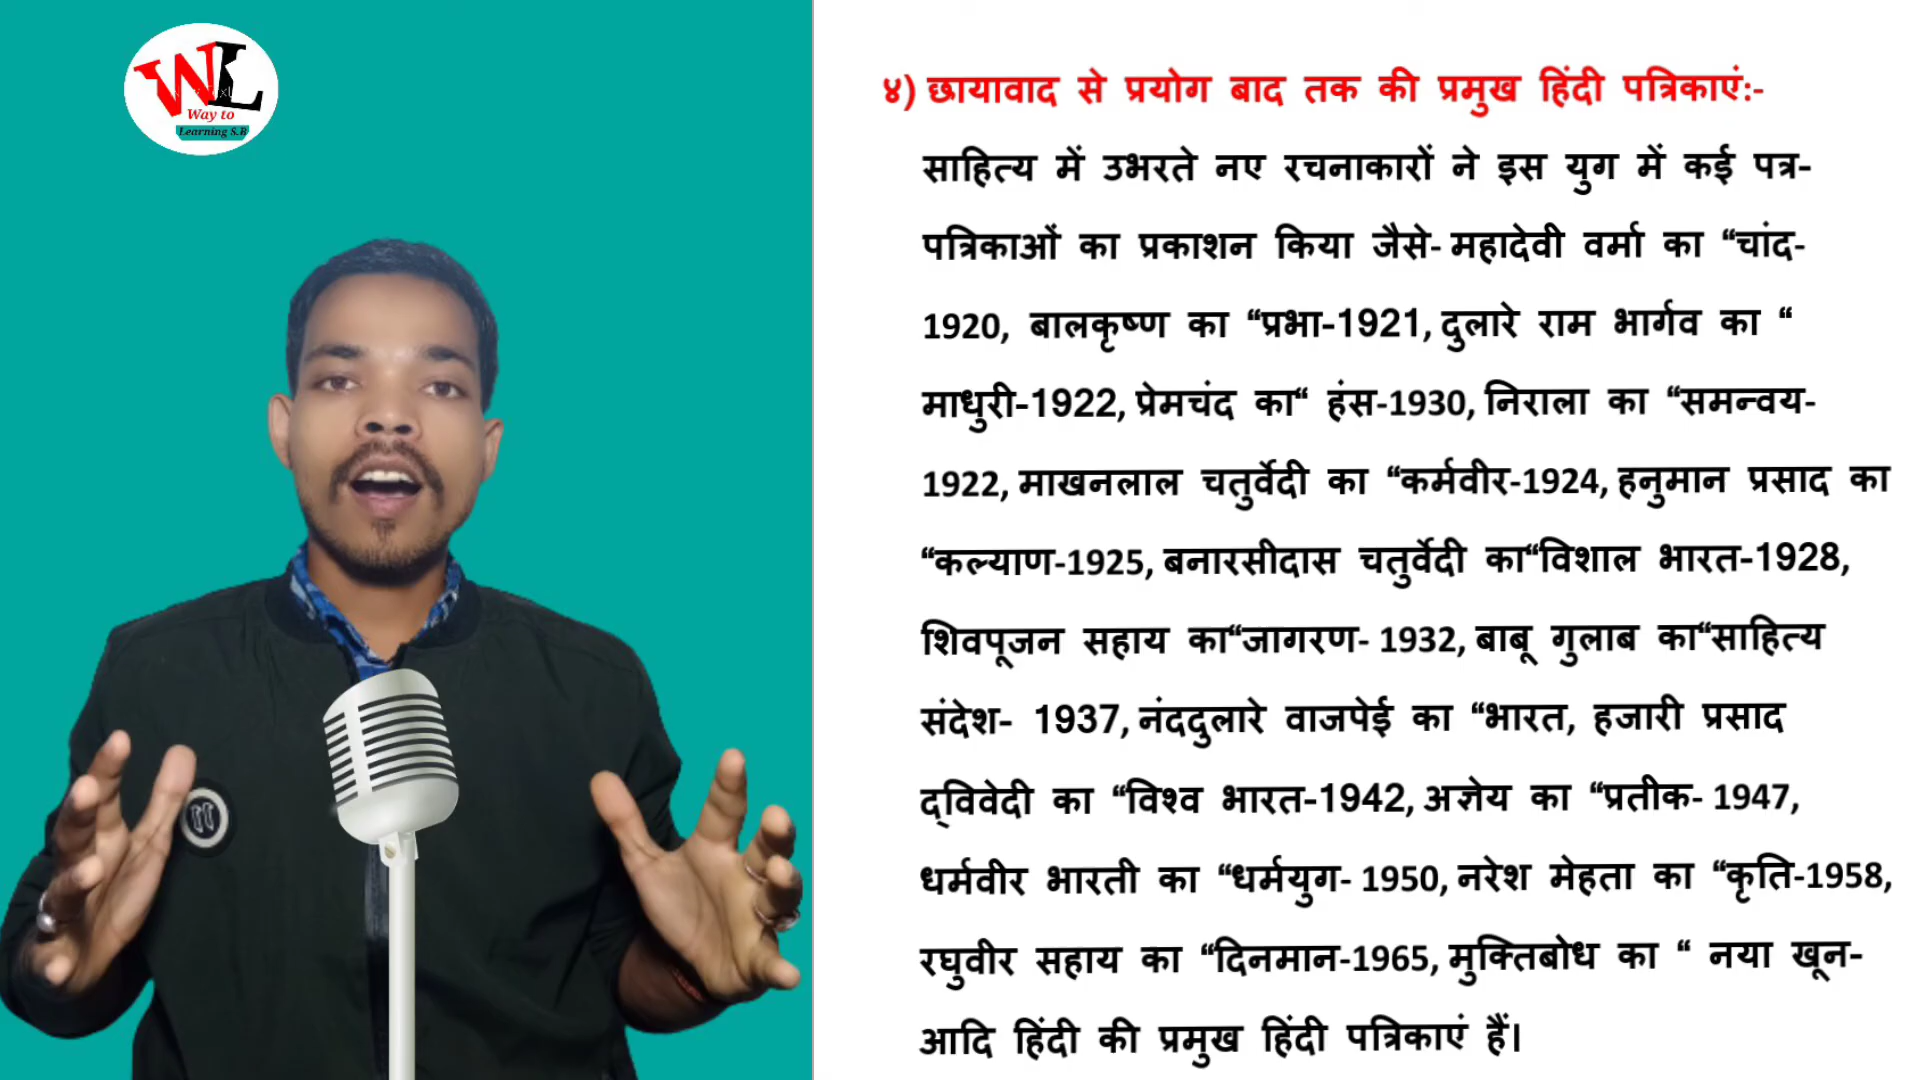 WL
Way to
Learning S.B
४) छायावाद से प्रयोग बाद तक की प्रमुख हिंदी पत्रिकाएं:-
साहित्य में उभरते नए रचनाकारों ने इस युग में कई पत्र-
पत्रिकाओं का प्रकाशन किया जैसे- महादेवी वर्मा का “चांद-
1920, बालकृष्ण का “प्रभा-1921, दुलारे राम भार्गव का “
माधुरी-1922, प्रेमचंद का“ हंस-1930, निराला का “समन्वय-
1922, माखनलाल चतुर्वेदी का “कर्मवीर-1924, हनुमान प्रसाद का
“कल्याण-1925, बनारसीदास चतुर्वेदी का“विशाल भारत-1928,
शिवपूजन सहाय का“जागरण- 1932, बाबू गुलाब का“साहित्य
संदेश- 1937, नंददुलारे वाजपेई का “भारत, हजारी प्रसाद
द्विवेदी का “विश्व भारत-1942, अज्ञेय का “प्रतीक- 1947,
धर्मवीर भारती का “धर्मयुग- 1950, नरेश मेहता का “कृति-1958,
रघुवीर सहाय का “दिनमान-1965, मुक्तिबोध का “ नया खून-
आदि हिंदी की प्रमुख हिंदी पत्रिकाएं हैं।